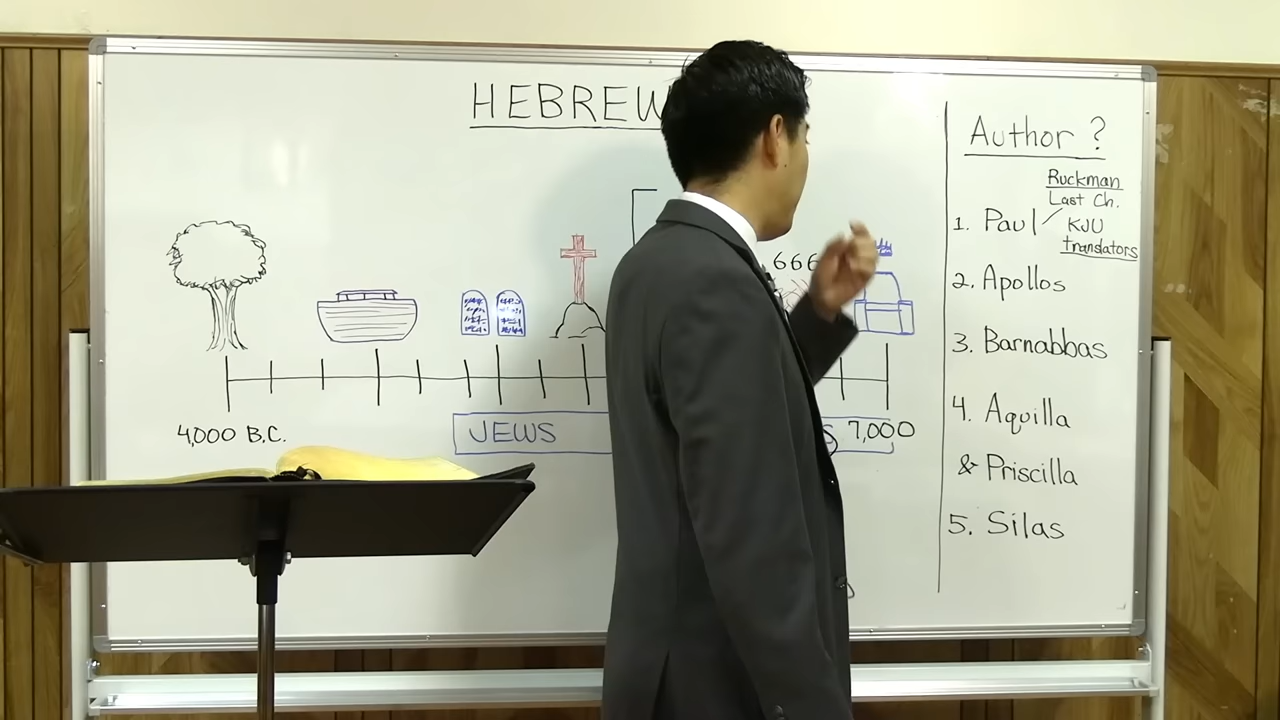 HEBREW
Author ?
Ruckman
Last Ch.
1. Paul / KJV
translators
2. Apollos
666
3. Barnabbas
4. Aquilla
& Priscilla
5. Silas
4,000 B.C.
JEWS
S 7,000